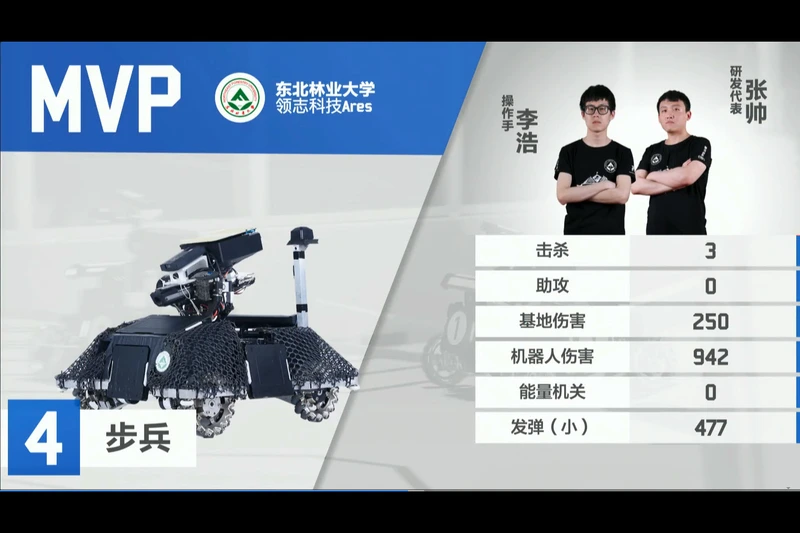 MVP
东北林业大学
领志科技Ares
操作手
李浩
研发代表
张帅
击杀 3
助攻 0
基地伤害 250
机器人伤害 942
能量机关 0
发弹（小） 477
4 步兵